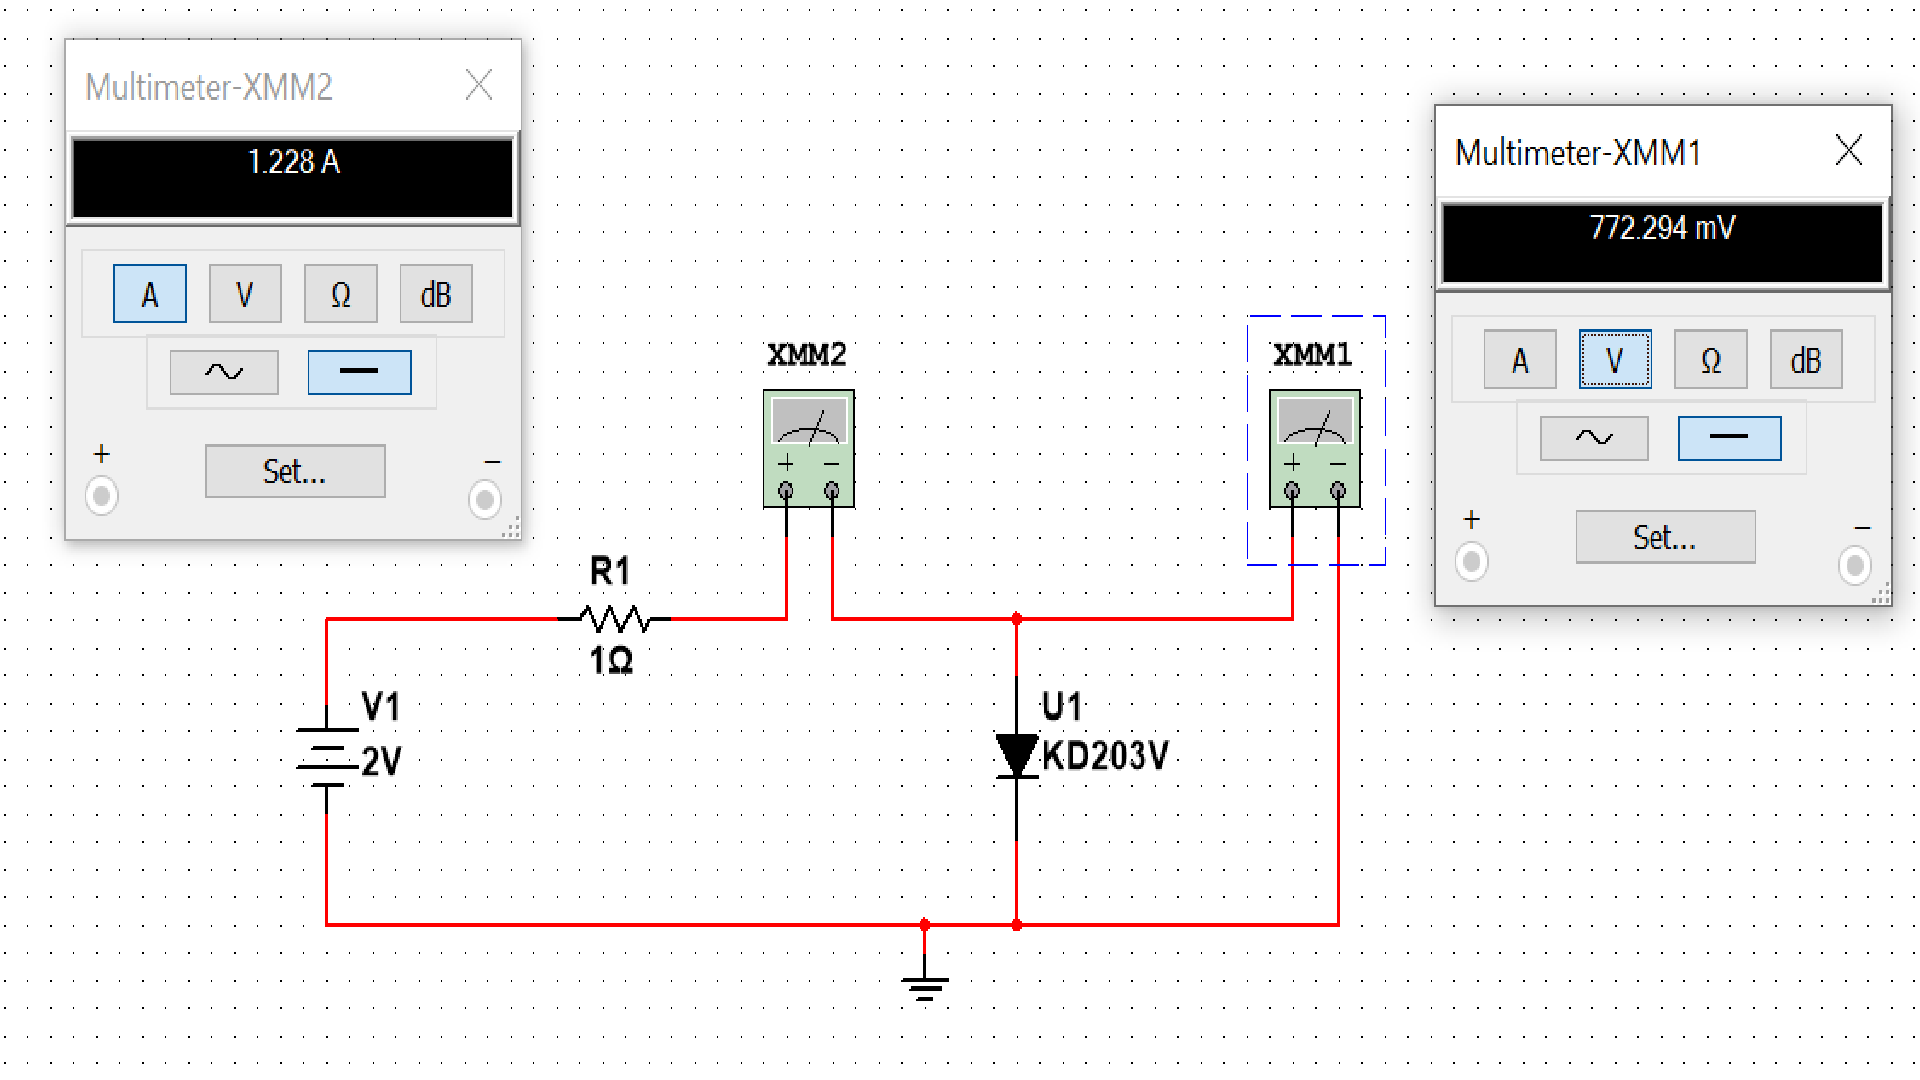 Multimeter-XMM2
1.228 A
A V Ω dB
+ −
Set...
Multimeter-XMM1
772.294 mV
A V Ω dB
+ −
Set...
XMM2
+ −
XMM1
+ −
R1
1Ω
V1
2V
U1
KD203V